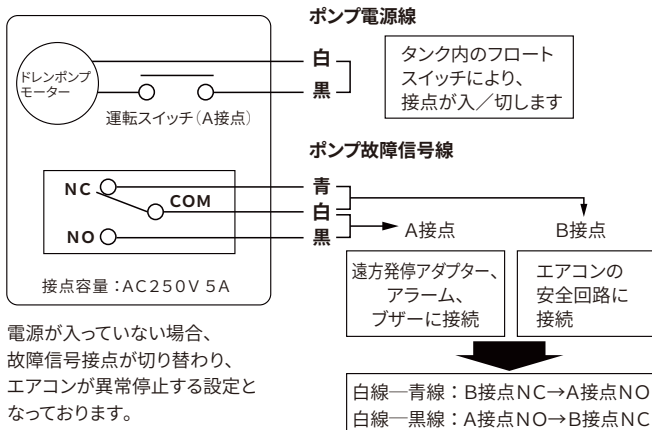 ポンプ電源線
白
黒
ドレンポンプ
モーター
運転スイッチ(A接点)
タンク内のフロート
スイッチにより、
接点が入／切します
ポンプ故障信号線
NC
COM
NO
青
白
黒
A接点
B接点
接点容量：AC250V 5A
遠方発停アダプター、
アラーム、
ブザーに接続
エアコンの
安全回路に
接続
電源が入っていない場合、
故障信号接点が切り替わり、
エアコンが異常停止する設定と
なっております。
白線―青線：B接点NC→A接点NO
白線―黒線：A接点NO→B接点NC